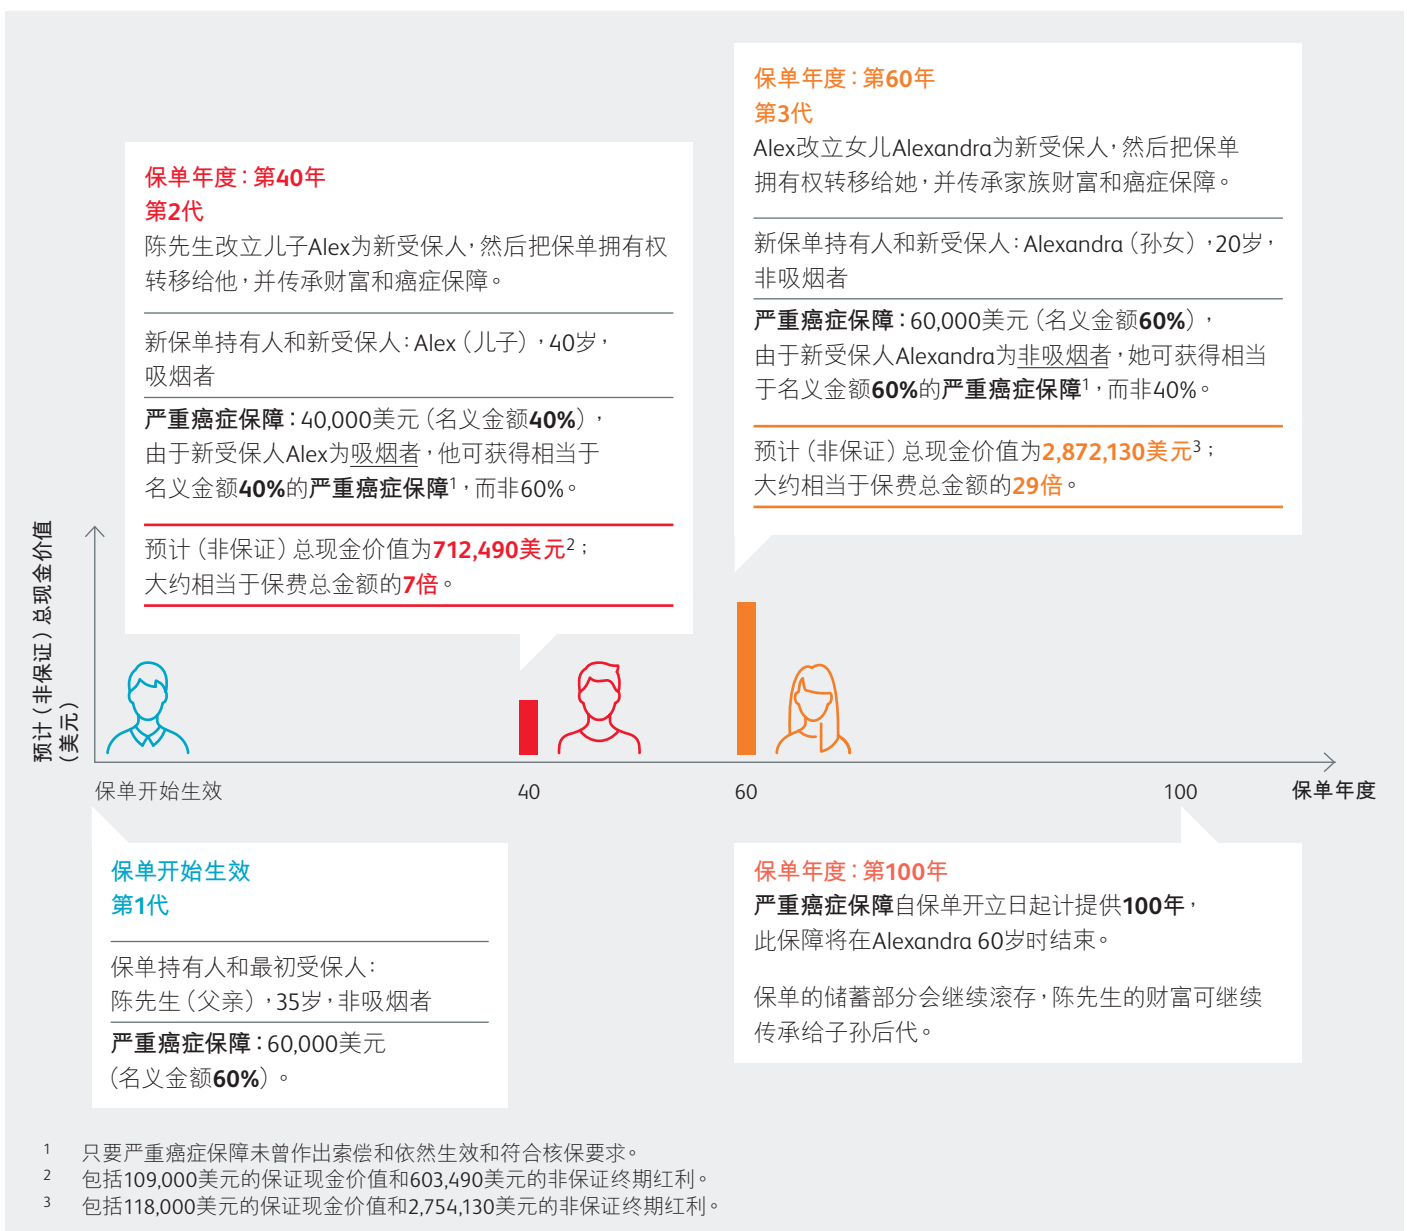 保单年度：第60年
第3代
Alex改立女儿Alexandra为新受保人，然后把保单
拥有权转移给她，并传承家族财富和癌症保障。
新保单持有人和新受保人：Alexandra（孙女），20岁，
非吸烟者
严重癌症保障：60,000美元（名义金额60%），
由于新受保人Alexandra为非吸烟者，她可获得相当
于名义金额60%的严重癌症保障1，而非40%。
预计（非保证）总现金价值为2,872,130美元3；
大约相当于保费总金额的29倍。
保单年度：第40年
第2代
陈先生改立儿子Alex为新受保人，然后把保单拥有权
转移给他，并传承财富和癌症保障。
新保单持有人和新受保人：Alex（儿子），40岁，
吸烟者
严重癌症保障：40,000美元（名义金额40%），
由于新受保人Alex为吸烟者，他可获得相当于
名义金额40%的严重癌症保障1，而非60%。
预计（非保证）总现金价值为712,490美元2；
大约相当于保费总金额的7倍。
预计（非保证）总现金价值
（美元）
保单开始生效
40
60
100
保单年度
保单开始生效
第1代
保单持有人和最初受保人：
陈先生（父亲），35岁，非吸烟者
严重癌症保障：60,000美元
（名义金额60%）。
保单年度：第100年
严重癌症保障自保单开立日起计提供100年，
此保障将在Alexandra 60岁时结束。
保单的储蓄部分会继续滚存，陈先生的财富可继续
传承给子孙后代。
1 只要严重癌症保障未曾作出索偿和依然生效和符合核保要求。
2 包括109,000美元的保证现金价值和603,490美元的非保证终期红利。
3 包括118,000美元的保证现金价值和2,754,130美元的非保证终期红利。